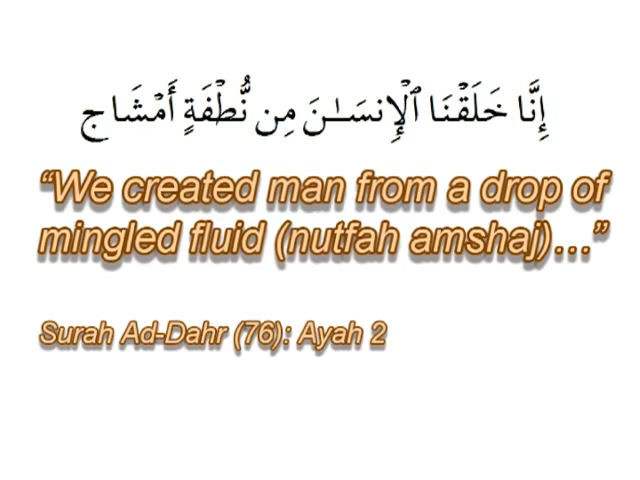 إِنَّا خَلَقْنَا ٱلْإِنسَـٰنَ مِن نُّطْفَةٍ أَمْشَاج
“We created man from a drop of
mingled fluid (nutfah amshaj)…”
Surah Ad-Dahr (76): Ayah 2